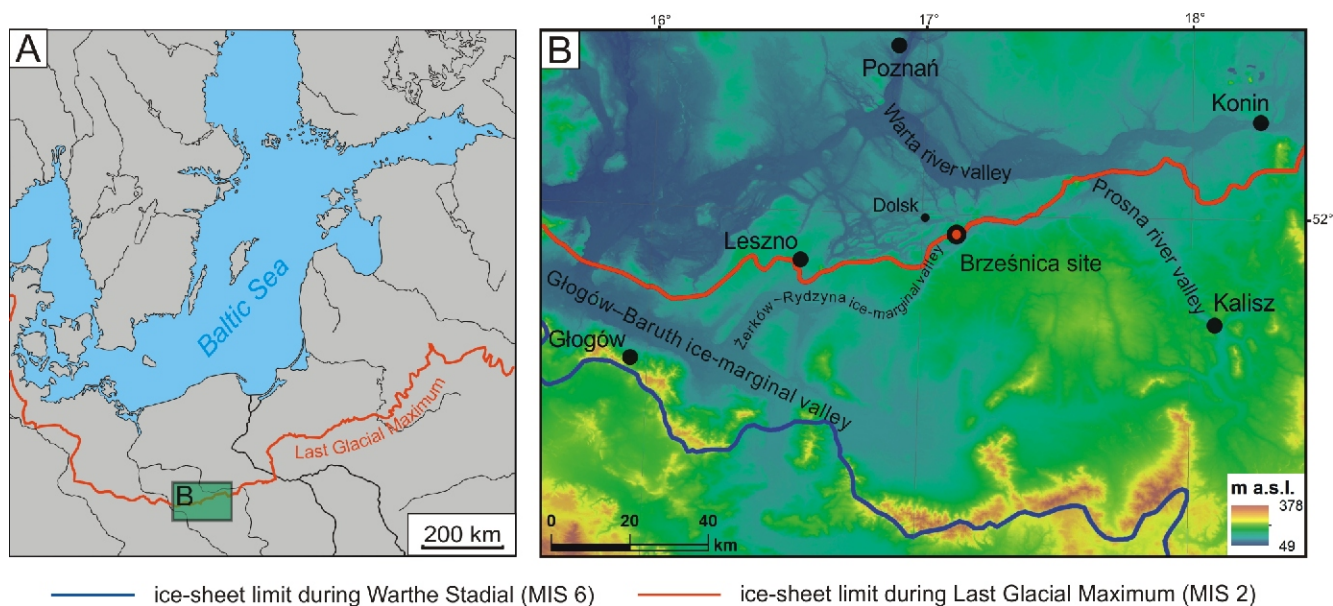 A
Baltic Sea
Last Glacial Maximum
B
200 km
B
16°
17°
18°
Poznań
Konin
Warta river valley
Prosna river valley
Dolsk
52°
Leszno
Brześnica site
Żerków–Rydzyna ice-marginal valley
Głogów–Baruth ice-marginal valley
Kalisz
Głogów
m a.s.l.
378
49
0 20 40
km
ice-sheet limit during Warthe Stadial (MIS 6)
ice-sheet limit during Last Glacial Maximum (MIS 2)